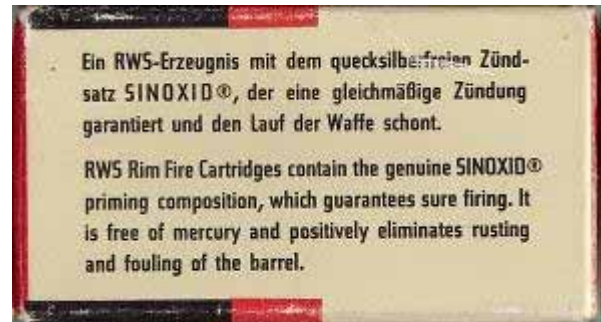 Ein RWS-Erzeugnis mit dem quecksilberfreien Zünd-
satz SINOXID®, der eine gleichmäßige Zündung
garantiert und den Lauf der Waffe schont.
RWS Rim Fire Cartridges contain the genuine SINOXID®
priming composition, which guarantees sure firing. It
is free of mercury and positively eliminates rusting
and fouling of the barrel.